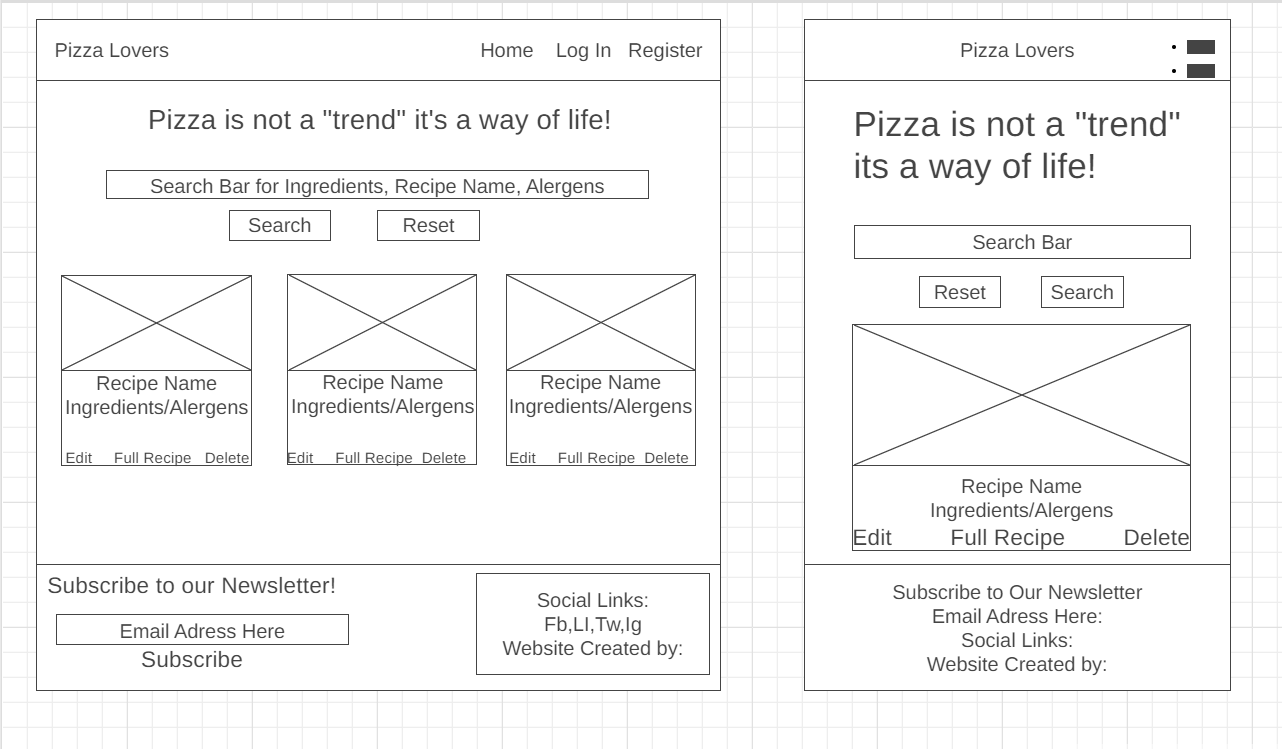 Pizza Lovers
Home Log In Register
Pizza is not a "trend" it's a way of life!
Search Bar for Ingredients, Recipe Name, Alergens
Search Reset
Recipe Name
Ingredients/Alergens
Edit Full Recipe Delete
Recipe Name
Ingredients/Alergens
Edit Full Recipe Delete
Recipe Name
Ingredients/Alergens
Edit Full Recipe Delete
Subscribe to our Newsletter!
Email Adress Here
Subscribe
Social Links:
Fb,LI,Tw,Ig
Website Created by:
Pizza Lovers
Pizza is not a "trend"
its a way of life!
Search Bar
Reset Search
Recipe Name
Ingredients/Alergens
Edit Full Recipe Delete
Subscribe to Our Newsletter
Email Adress Here:
Social Links:
Website Created by: